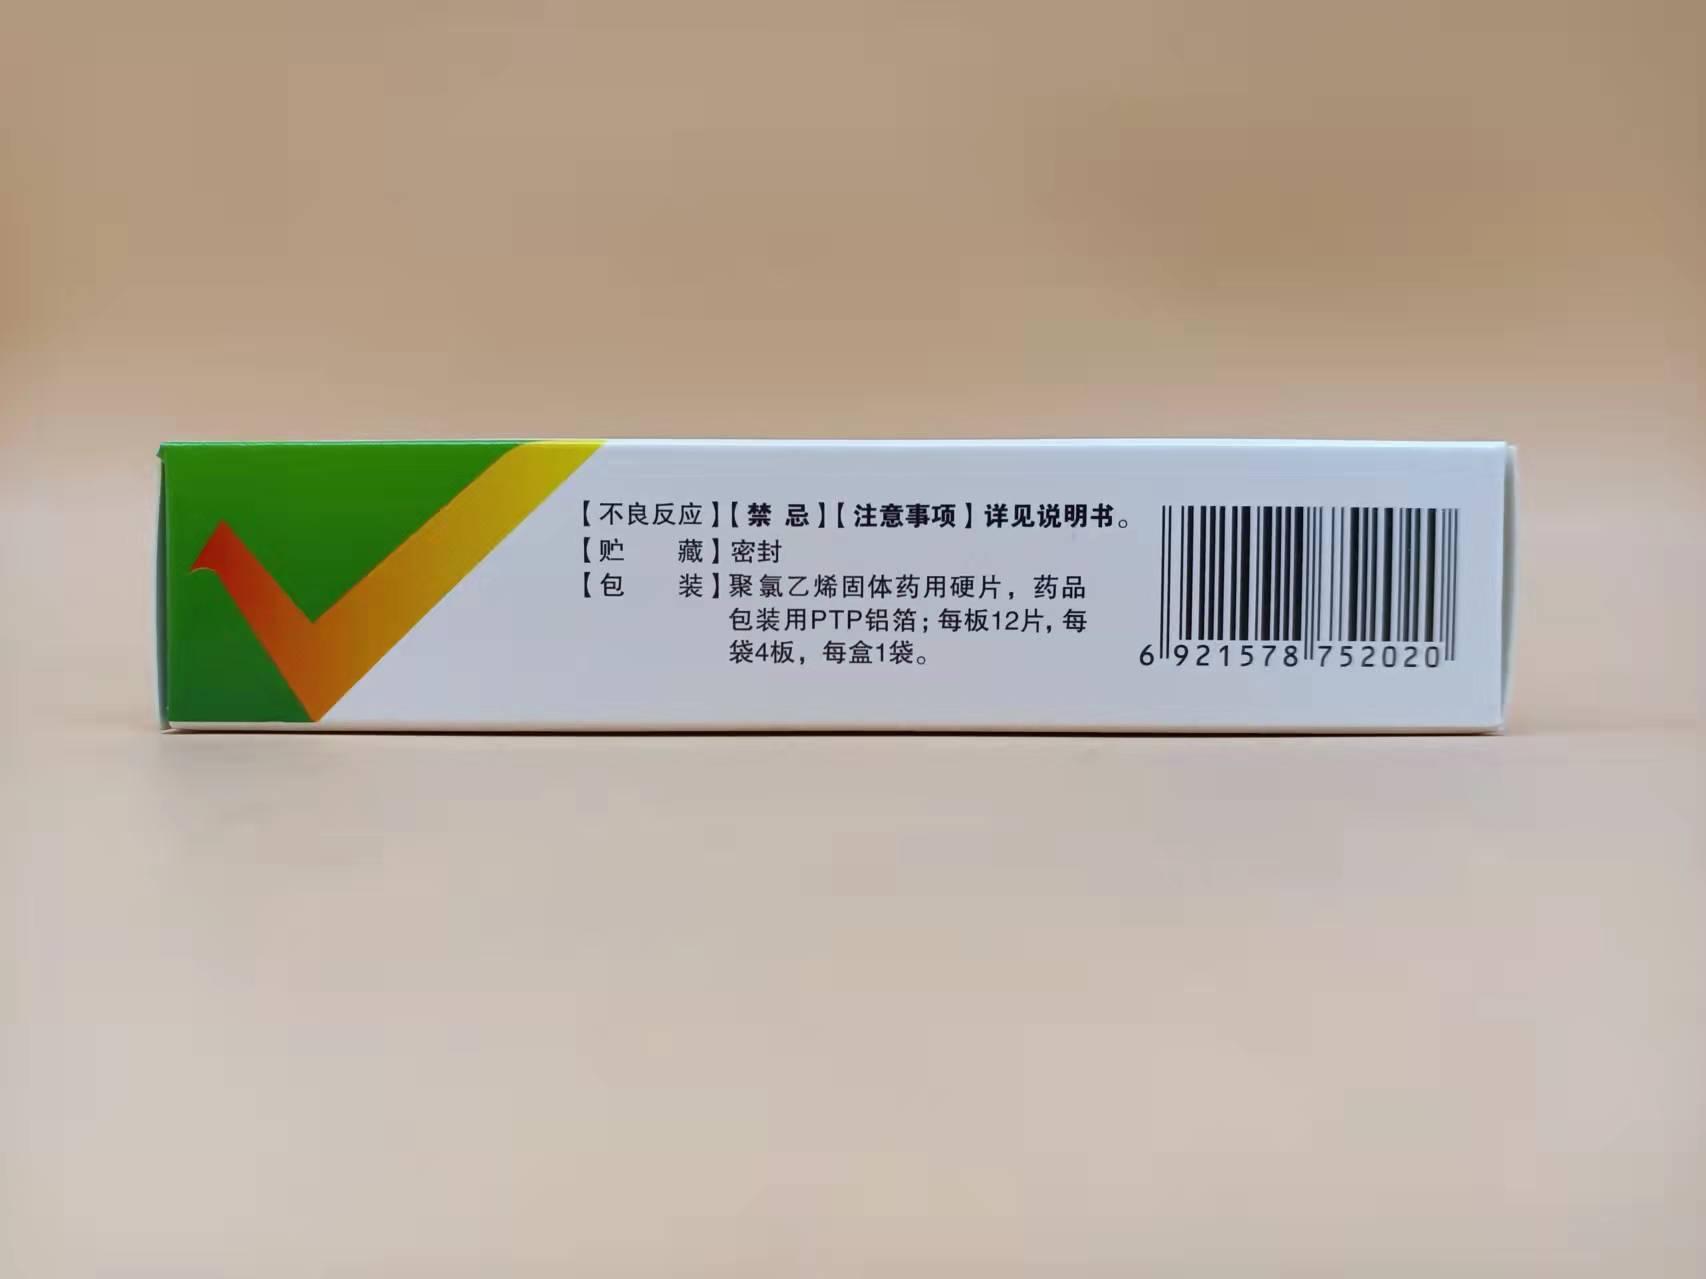 【不良反应】【禁 忌】【注意事项】详见说明书。
【贮 藏】密封
【包 装】聚氯乙烯固体药用硬片，药品
包装用PTP铝箔；每板12片，每
袋4板，每盒1袋。
6 921578 752020